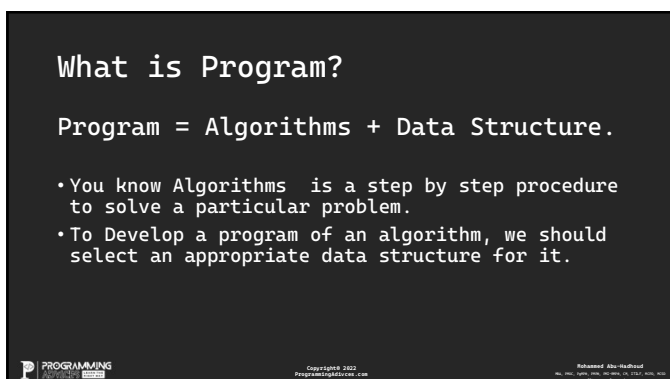 What is Program?
Program = Algorithms + Data Structure.
• You know Algorithms  is a step by step procedure
to solve a particular problem.
• To Develop a program of an algorithm, we should
select an appropriate data structure for it.
PROGRAMMING
ADVICES
Copyright© 2022
ProgrammingAdivces.com
Mohammed Abu-Hadhoud